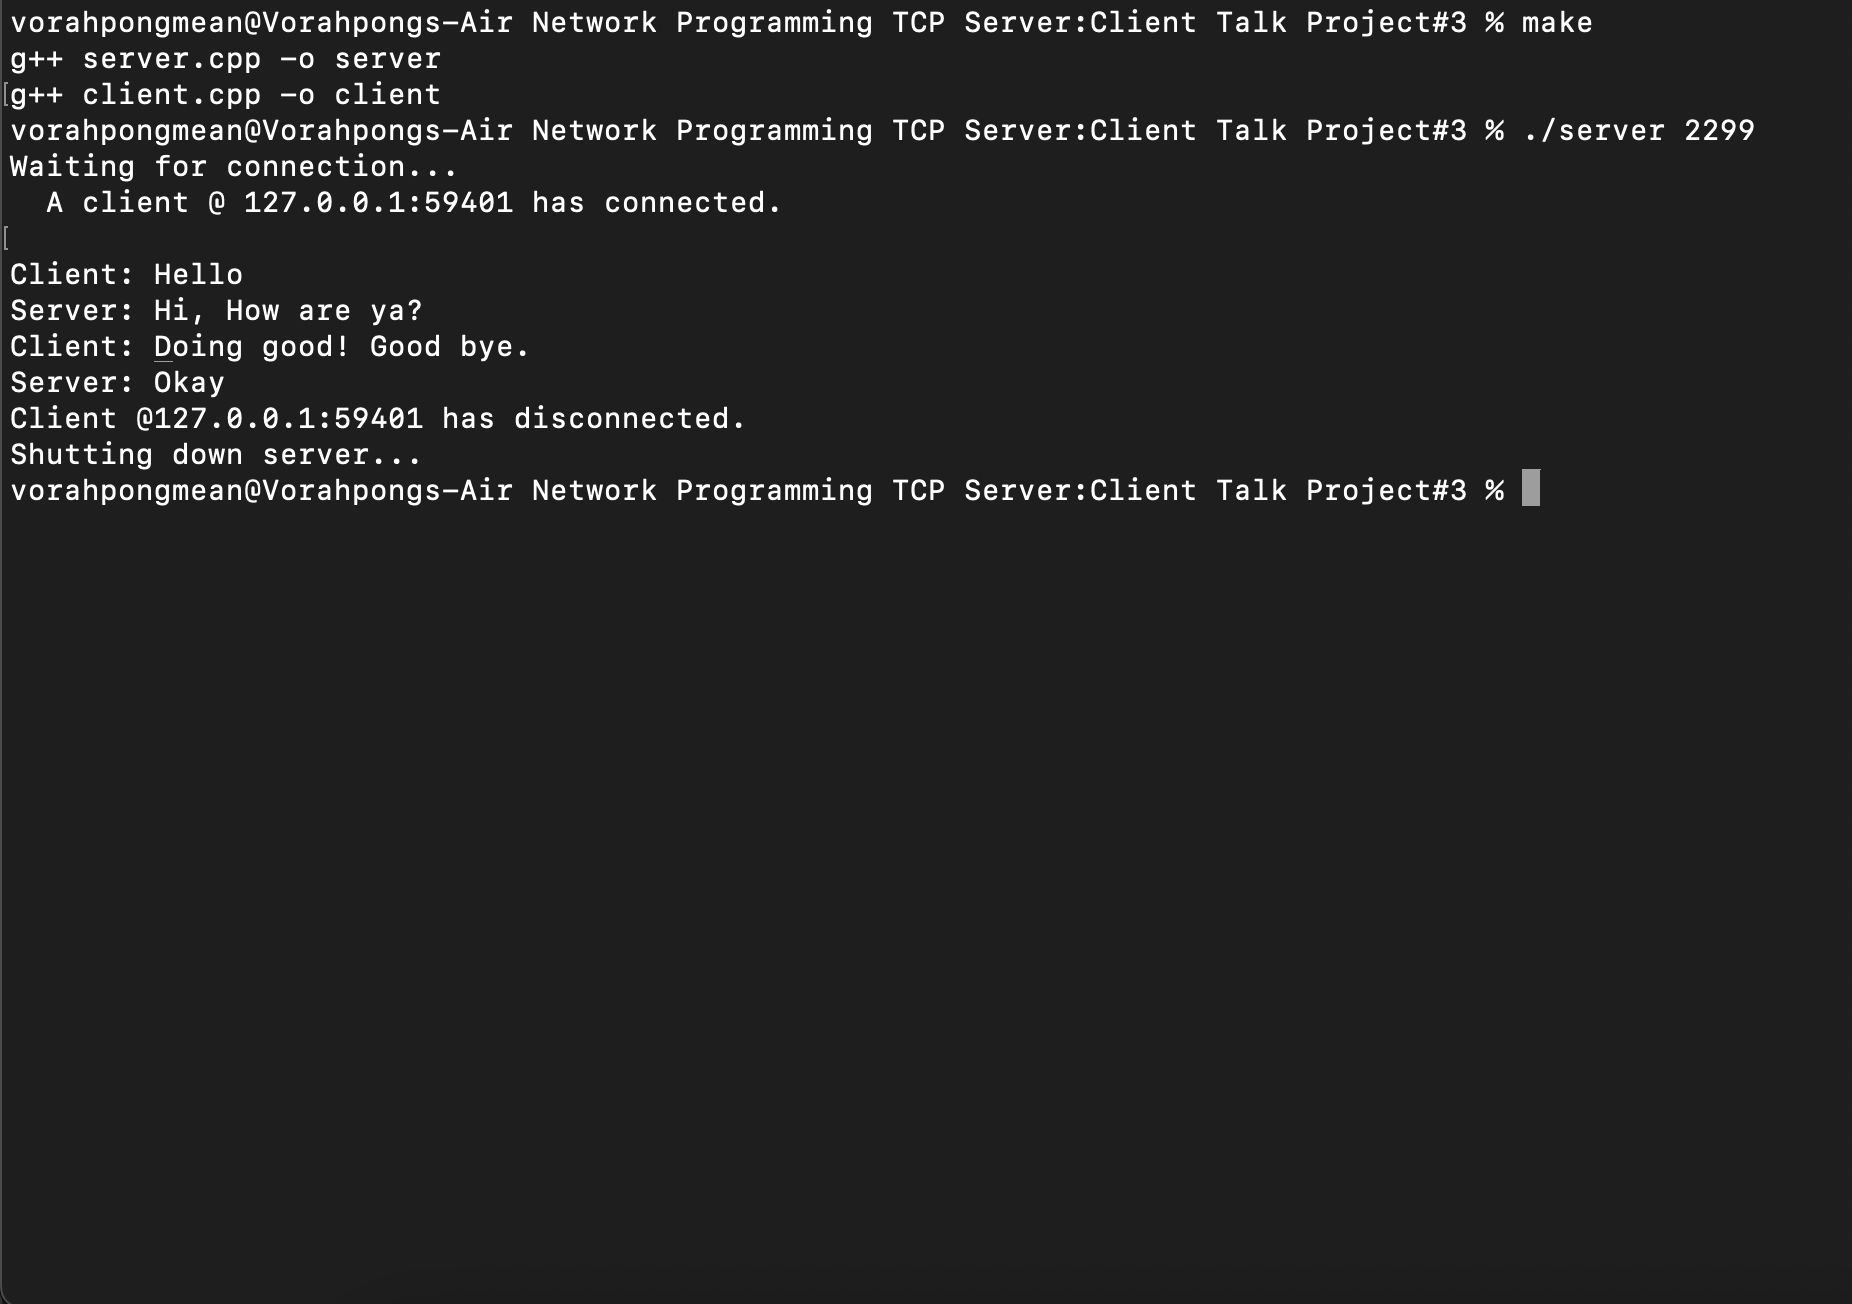 vorahpongmean@Vorahpongs-Air Network Programming TCP Server:Client Talk Project#3 % make
g++ server.cpp -o server
[g++ client.cpp -o client
vorahpongmean@Vorahpongs-Air Network Programming TCP Server:Client Talk Project#3 % ./server 2299
Waiting for connection...
  A client @ 127.0.0.1:59401 has connected.
[
Client: Hello
Server: Hi, How are ya?
Client: Doing good! Good bye.
Server: Okay
Client @127.0.0.1:59401 has disconnected.
Shutting down server...
vorahpongmean@Vorahpongs-Air Network Programming TCP Server:Client Talk Project#3 %